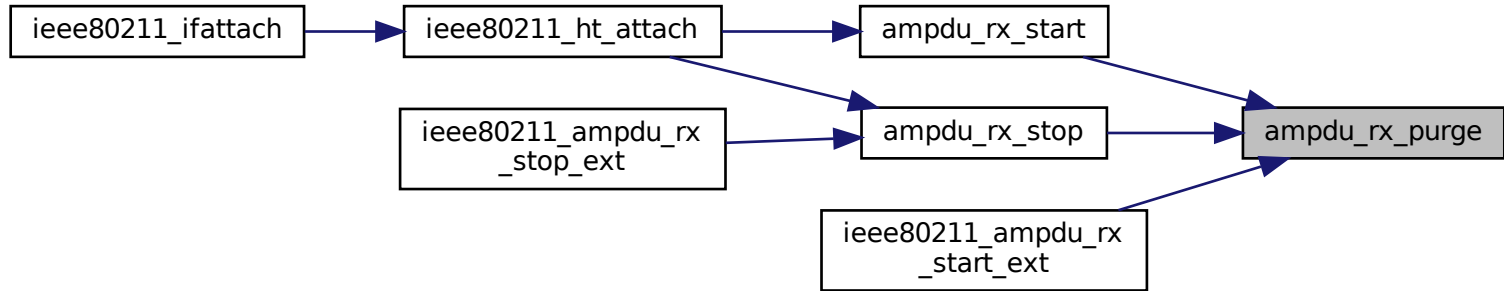 ieee80211_ifattach
ieee80211_ht_attach
ampdu_rx_start
ieee80211_ampdu_rx
_stop_ext
ampdu_rx_stop
ampdu_rx_purge
ieee80211_ampdu_rx
_start_ext